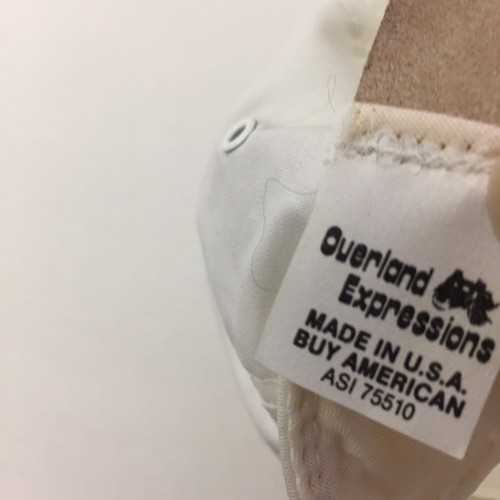 Overland
Expressions
MADE IN U.S.A.
BUY AMERICAN
ASI 75510